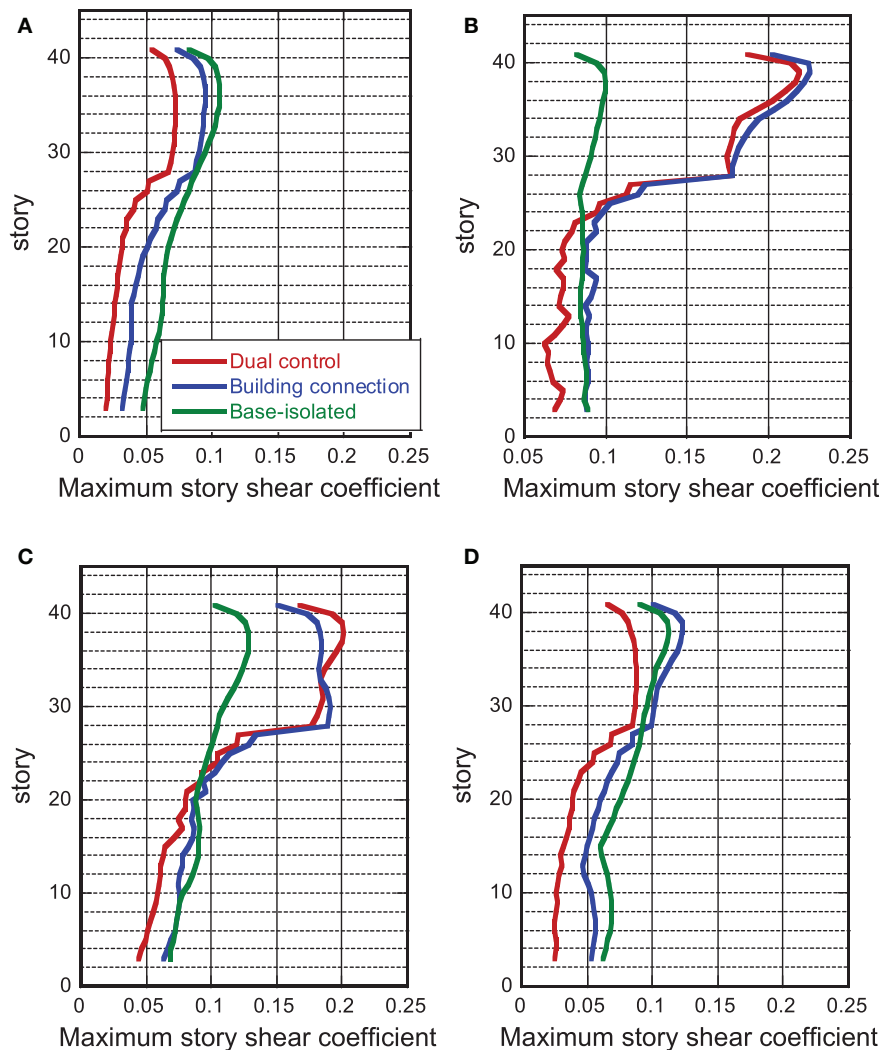 A
40
30
20
10
0
story
Dual control
Building connection
Base-isolated
0 0.05 0.1 0.15 0.2 0.25
Maximum story shear coefficient
B
40
30
20
10
0
story
0.05 0.1 0.15 0.2 0.25
Maximum story shear coefficient
C
40
30
20
10
0
story
0 0.05 0.1 0.15 0.2 0.25
Maximum story shear coefficient
D
40
30
20
10
0
story
0 0.05 0.1 0.15 0.2 0.25
Maximum story shear coefficient